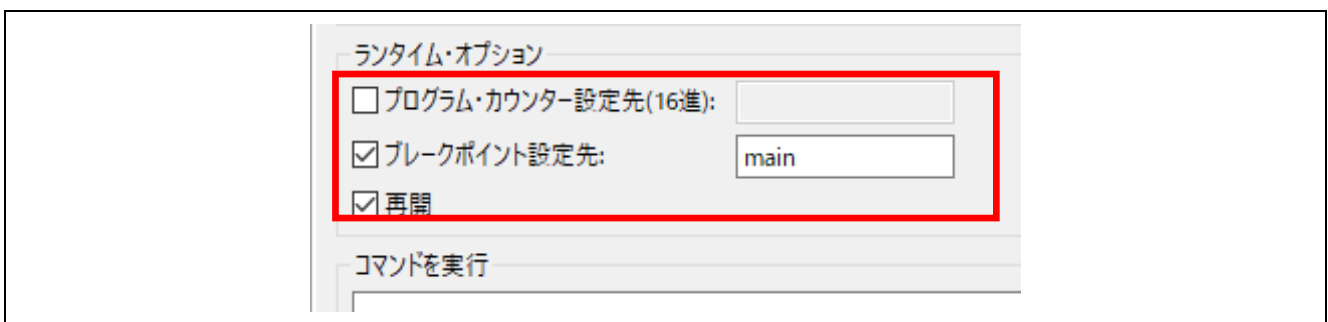 ランタイム・オプション
プログラム・カウンター設定先(16進):
ブレークポイント設定先: main
再開
コマンドを実行